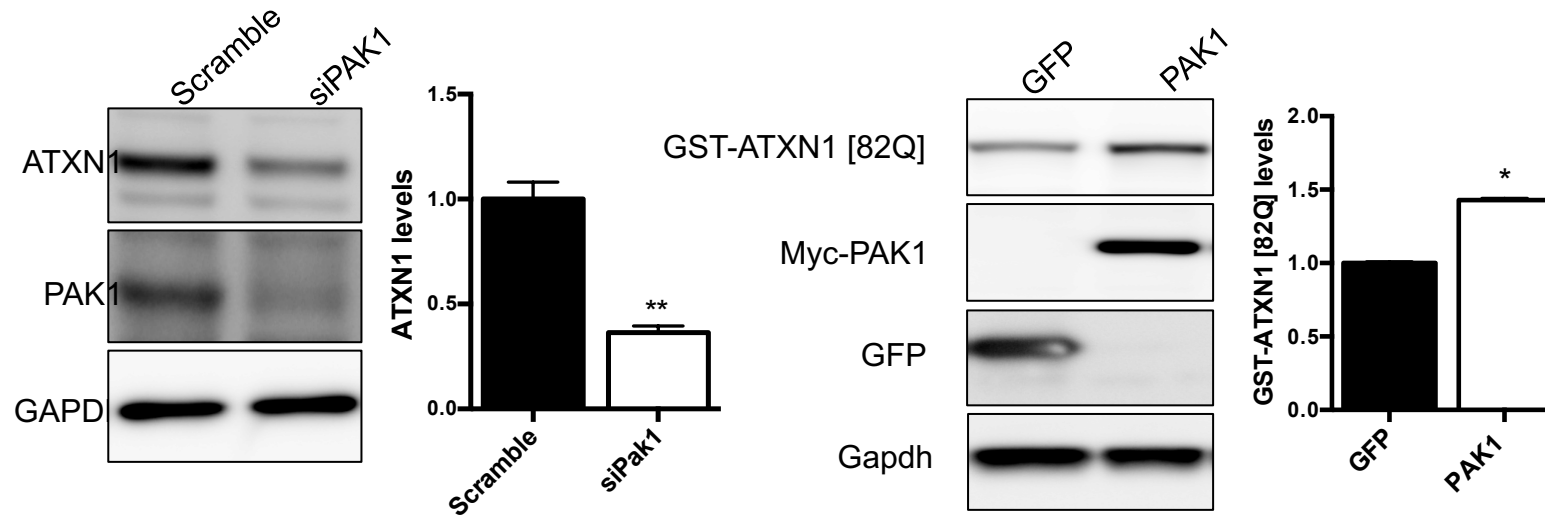 Scramble
siPAK1
ATXN1
PAK1
GAPD
ATXN1 levels
1.5
1.0
0.5
0.0
**
Scramble
siPak1
GFP
PAK1
GST-ATXN1 [82Q]
Myc-PAK1
GFP
Gapdh
GST-ATXN1 [82Q] levels
2.0
1.5
1.0
0.5
0.0
*
GFP
PAK1